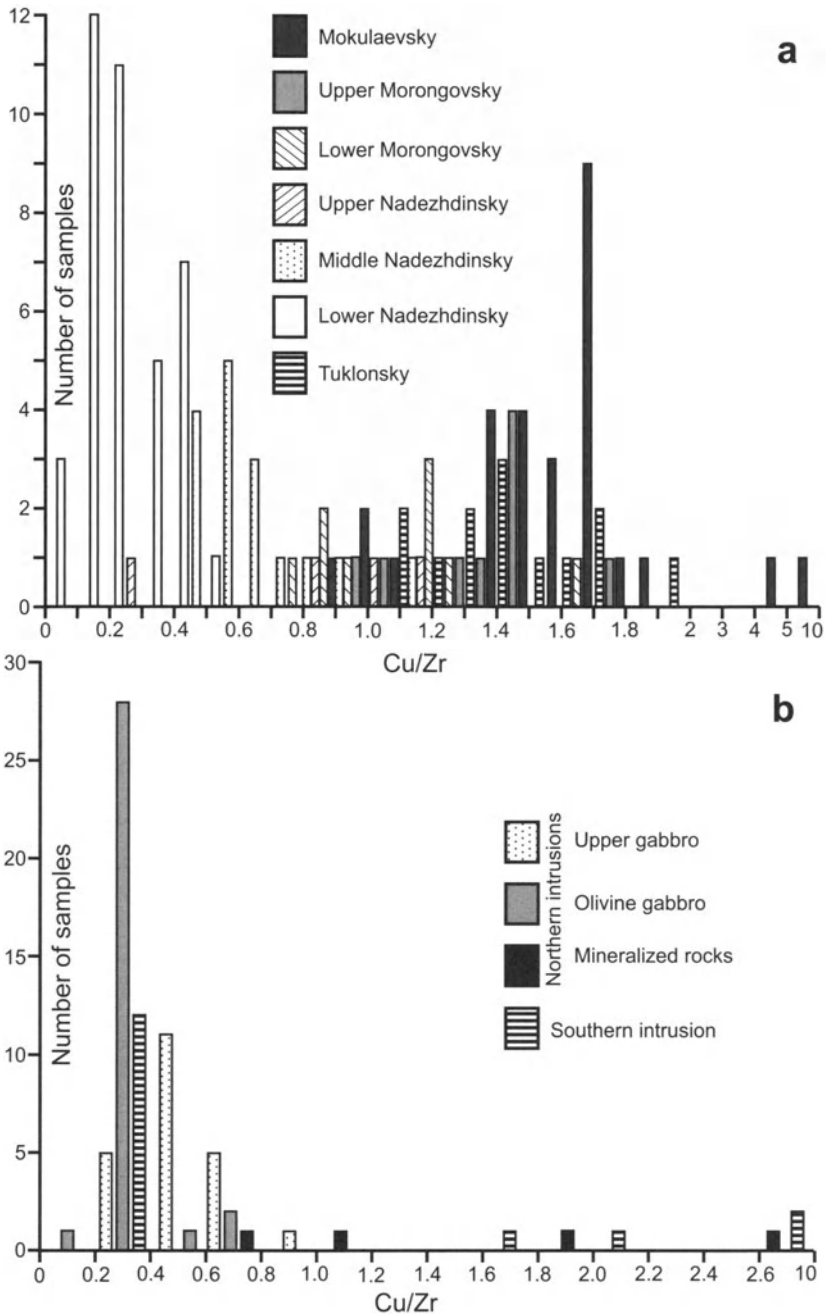 a
12
10
8
6
4
2
0
Number of samples
Mokulaevsky
Upper Morongovsky
Lower Morongovsky
Upper Nadezhdinsky
Middle Nadezhdinsky
Lower Nadezhdinsky
Tuklonsky
0 0.2 0.4 0.6 0.8 1.0 1.2 1.4 1.6 1.8 2 3 4 5 10
Cu/Zr
b
30
25
20
15
10
5
0
Number of samples
Northern intrusions
Upper gabbro
Olivine gabbro
Mineralized rocks
Southern intrusion
0 0.2 0.4 0.6 0.8 1.0 1.2 1.4 1.6 1.8 2.0 2.2 2.4 2.6 10
Cu/Zr